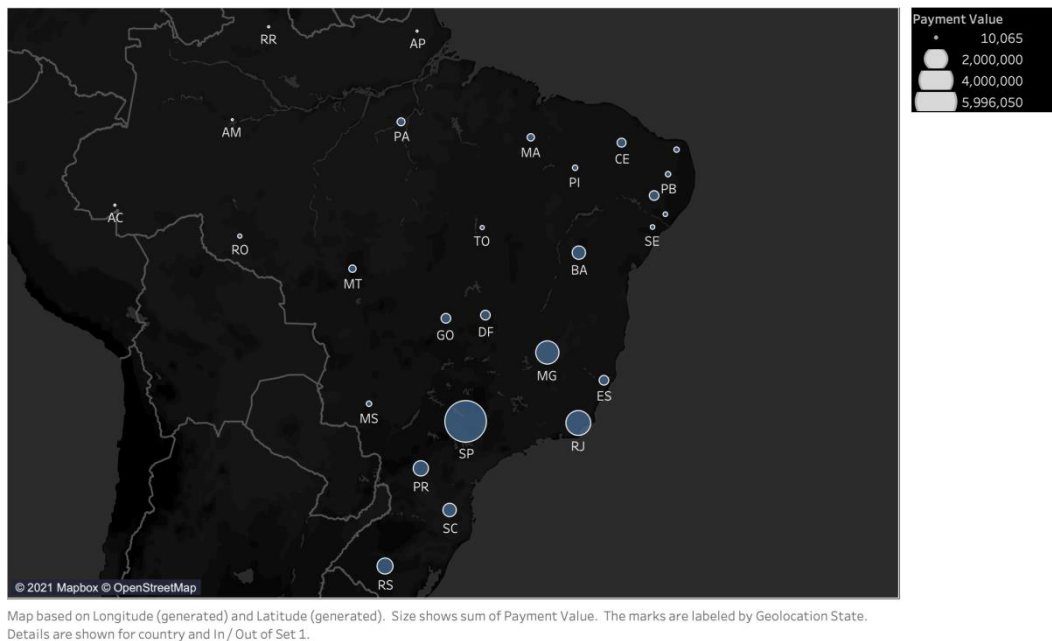 Payment Value
10,065
2,000,000
4,000,000
5,996,050
RR
AP
AM
PA
MA
CE
PI
PB
AC
RO
TO
SE
MT
BA
GO
DF
MG
ES
MS
SP
RJ
PR
SC
RS
© 2021 Mapbox © OpenStreetMap
Map based on Longitude (generated) and Latitude (generated). Size shows sum of Payment Value. The marks are labeled by Geolocation State.
Details are shown for country and In / Out of Set 1.